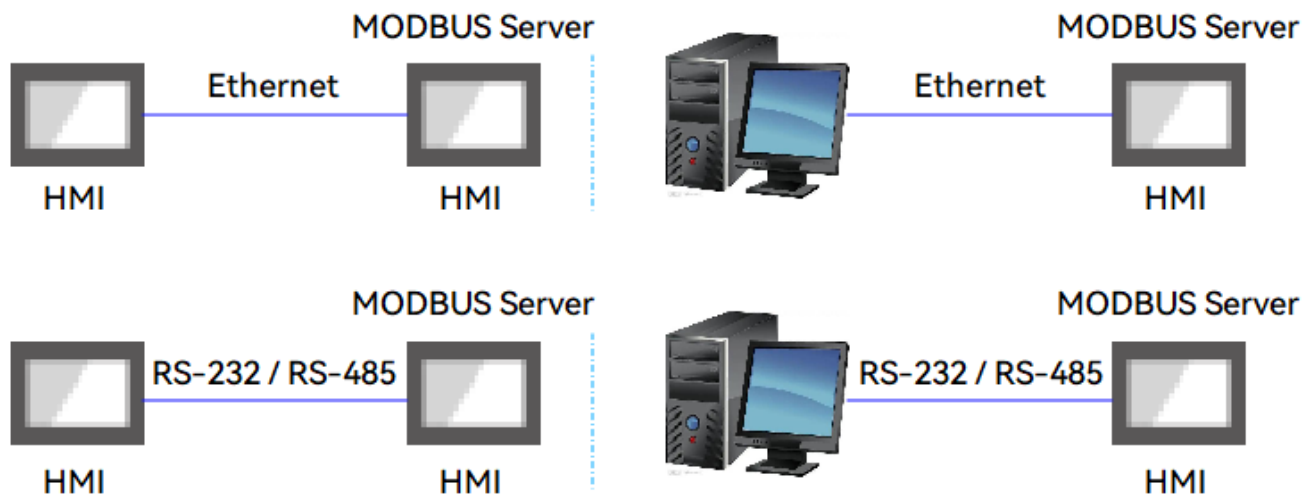 MODBUS Server
MODBUS Server
Ethernet
Ethernet
HMI
HMI
HMI
MODBUS Server
MODBUS Server
RS-232 / RS-485
RS-232 / RS-485
HMI
HMI
HMI